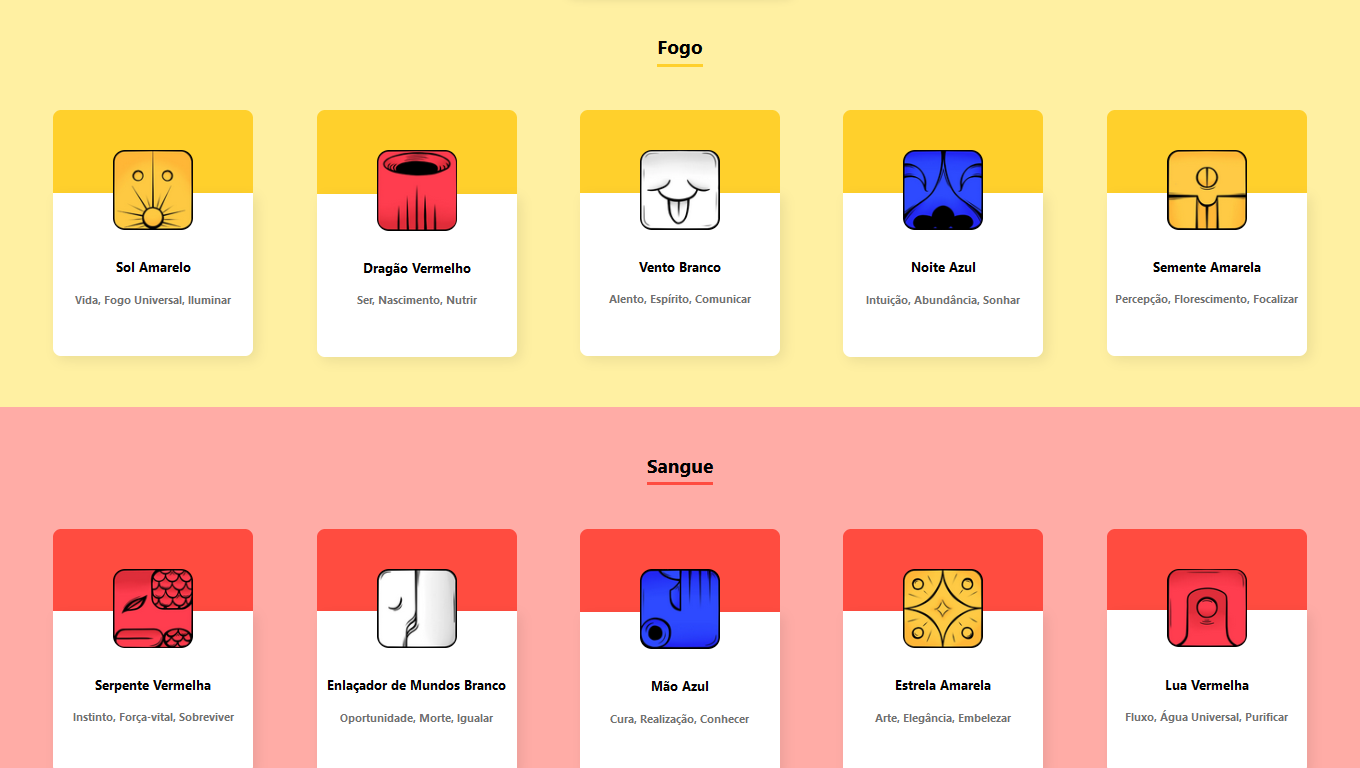 Fogo
Sol Amarelo
Vida, Fogo Universal, Iluminar
Dragão Vermelho
Ser, Nascimento, Nutrir
Vento Branco
Alento, Espírito, Comunicar
Noite Azul
Intuição, Abundância, Sonhar
Semente Amarela
Percepção, Florescimento, Focalizar
Sangue
Serpente Vermelha
Instinto, Força-vital, Sobreviver
Enlaçador de Mundos Branco
Oportunidade, Morte, Igualar
Mão Azul
Cura, Realização, Conhecer
Estrela Amarela
Arte, Elegância, Embelezar
Lua Vermelha
Fluxo, Água Universal, Purificar